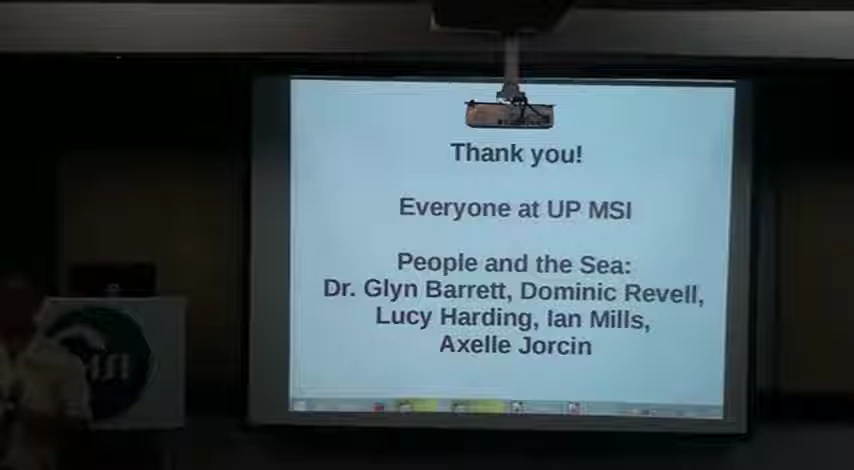 Thank you!
Everyone at UP MSI
People and the Sea:
Dr. Glyn Barrett, Dominic Revell,
Lucy Harding, Ian Mills,
Axelle Jorcin
MSI